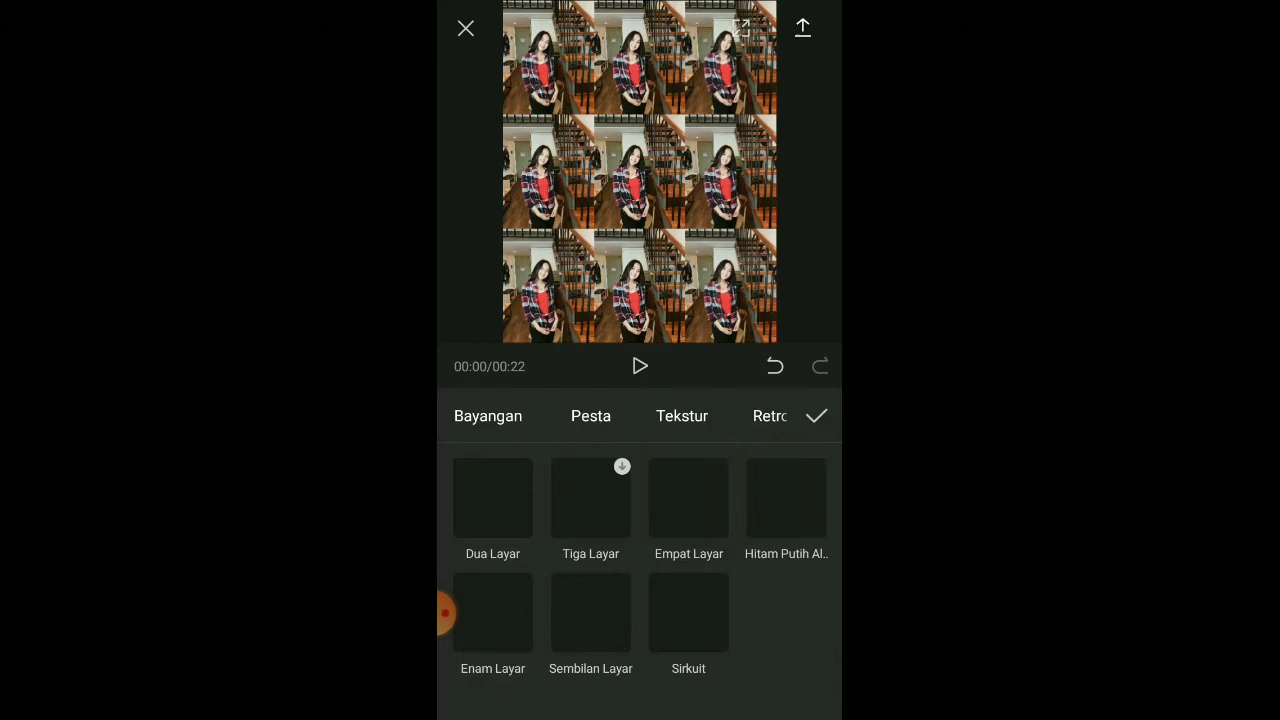 00:00/00:22
Bayangan Pesta Tekstur Retro
Dua Layar Tiga Layar Empat Layar Hitam Putih Al..
Enam Layar Sembilan Layar Sirkuit